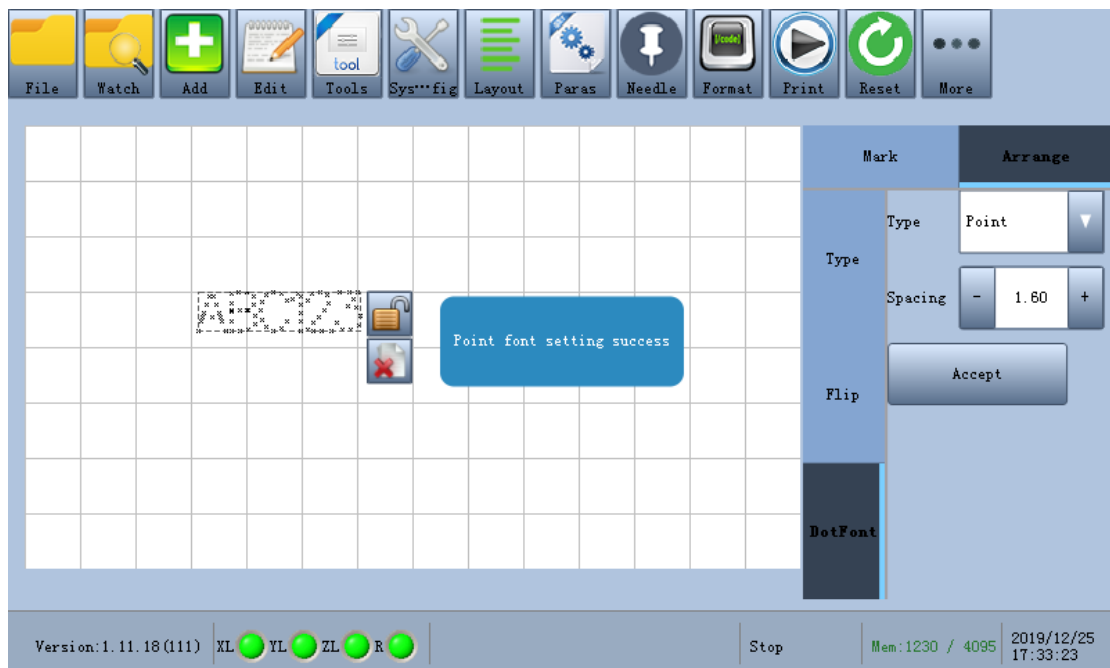 tool
[/code]
File Watch Add Edit Tools Sys···fig Layout Paras Needle Format Print Reset More
Mark Arrange
Type
Flip
DotFont
Type Point
Spacing - 1.60 +
Accept
ABC12
Point font setting success
Version:1.11.18(111) XL YL ZL R Stop Mem:1230 / 4095 2019/12/25
17:33:23